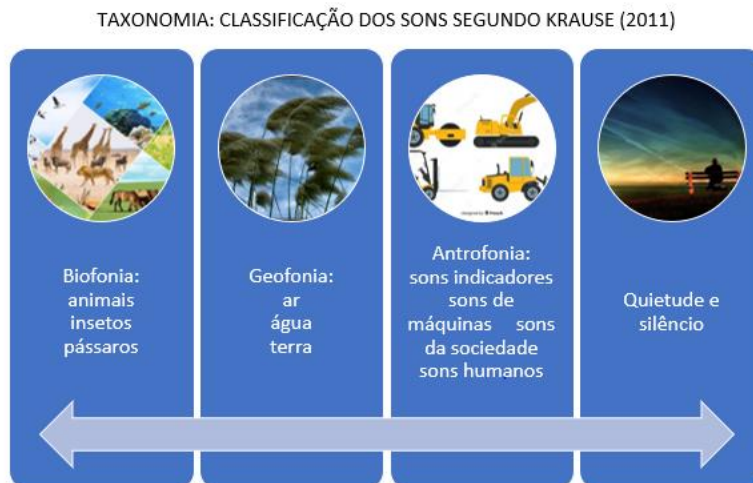 TAXONOMIA: CLASSIFICAÇÃO DOS SONS SEGUNDO KRAUSE (2011)
Biofonia:
animais
insetos
pássaros
Geofonia:
ar
água
terra
Antrofonia:
sons indicadores
sons de
máquinas sons
da sociedade
sons humanos
Quietude e
silêncio